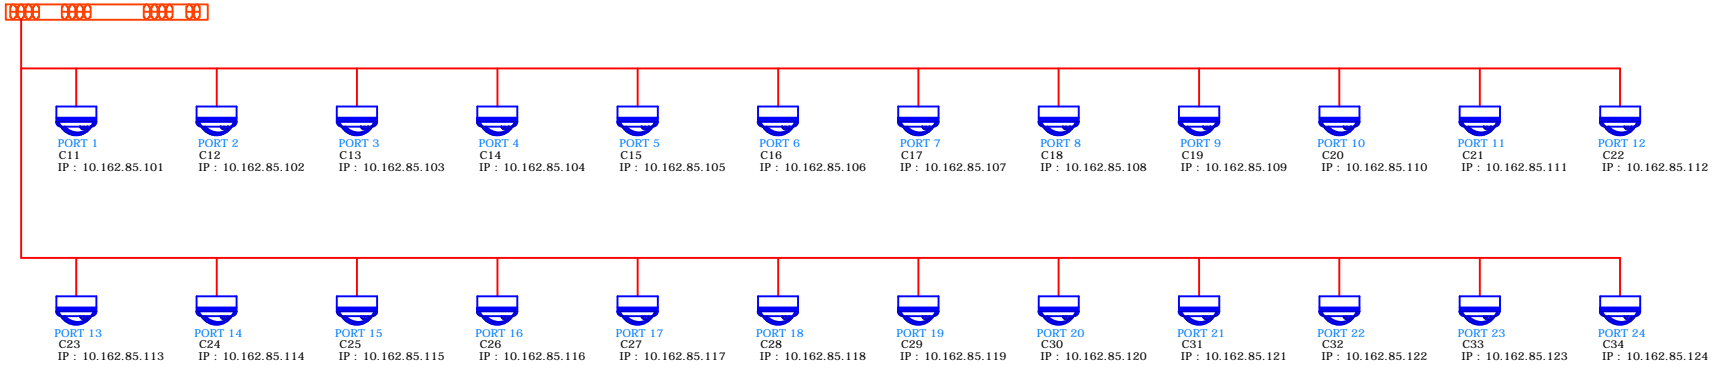 PORT 1
C11
IP : 10.162.85.101
PORT 2
C12
IP : 10.162.85.102
PORT 3
C13
IP : 10.162.85.103
PORT 4
C14
IP : 10.162.85.104
PORT 5
C15
IP : 10.162.85.105
PORT 6
C16
IP : 10.162.85.106
PORT 7
C17
IP : 10.162.85.107
PORT 8
C18
IP : 10.162.85.108
PORT 9
C19
IP : 10.162.85.109
PORT 10
C20
IP : 10.162.85.110
PORT 11
C21
IP : 10.162.85.111
PORT 12
C22
IP : 10.162.85.112
PORT 13
C23
IP : 10.162.85.113
PORT 14
C24
IP : 10.162.85.114
PORT 15
C25
IP : 10.162.85.115
PORT 16
C26
IP : 10.162.85.116
PORT 17
C27
IP : 10.162.85.117
PORT 18
C28
IP : 10.162.85.118
PORT 19
C29
IP : 10.162.85.119
PORT 20
C30
IP : 10.162.85.120
PORT 21
C31
IP : 10.162.85.121
PORT 22
C32
IP : 10.162.85.122
PORT 23
C33
IP : 10.162.85.123
PORT 24
C34
IP : 10.162.85.124